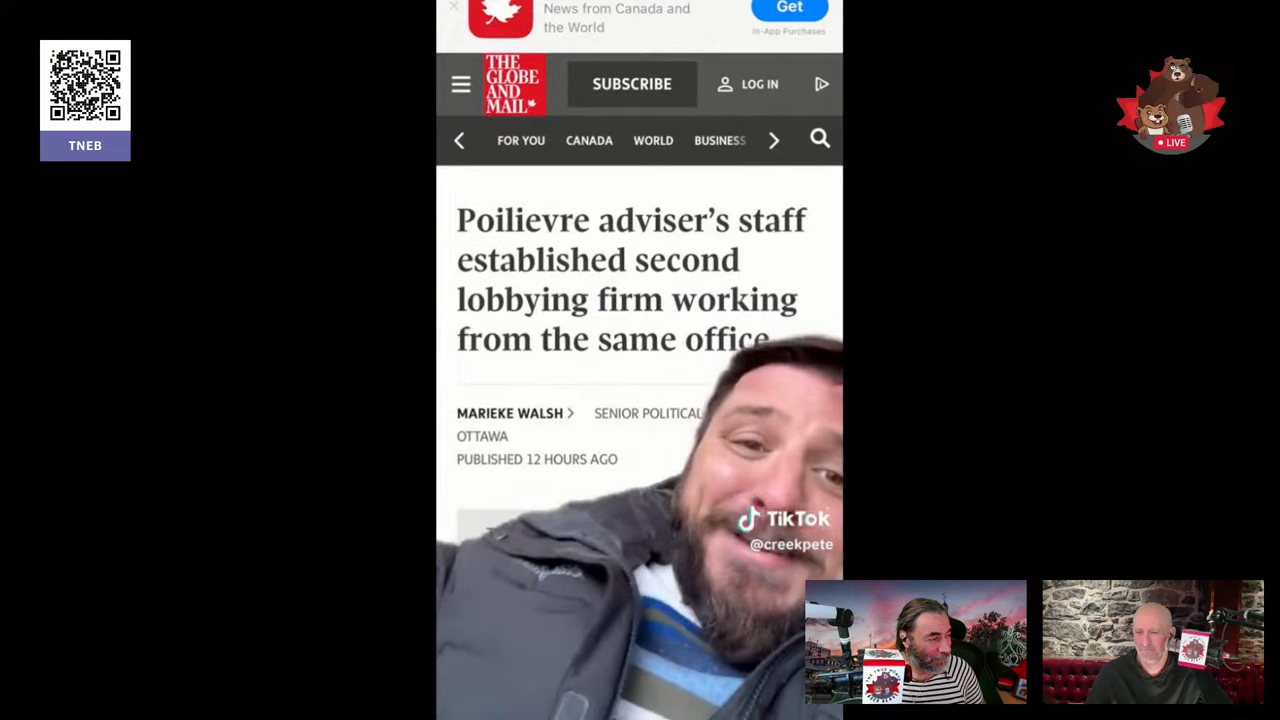 News from Canada and
the World
Get
In-App Purchases
THE
GLOBE
AND
MAIL
SUBSCRIBE
LOG IN
FOR YOU
CANADA
WORLD
BUSINESS
TNEB
LIVE
Poilievre adviser's staff
established second
lobbying firm working
from the same office
MARIEKE WALSH
SENIOR POLITICAL
OTTAWA
PUBLISHED 12 HOURS AGO
TikTok
@creekpete